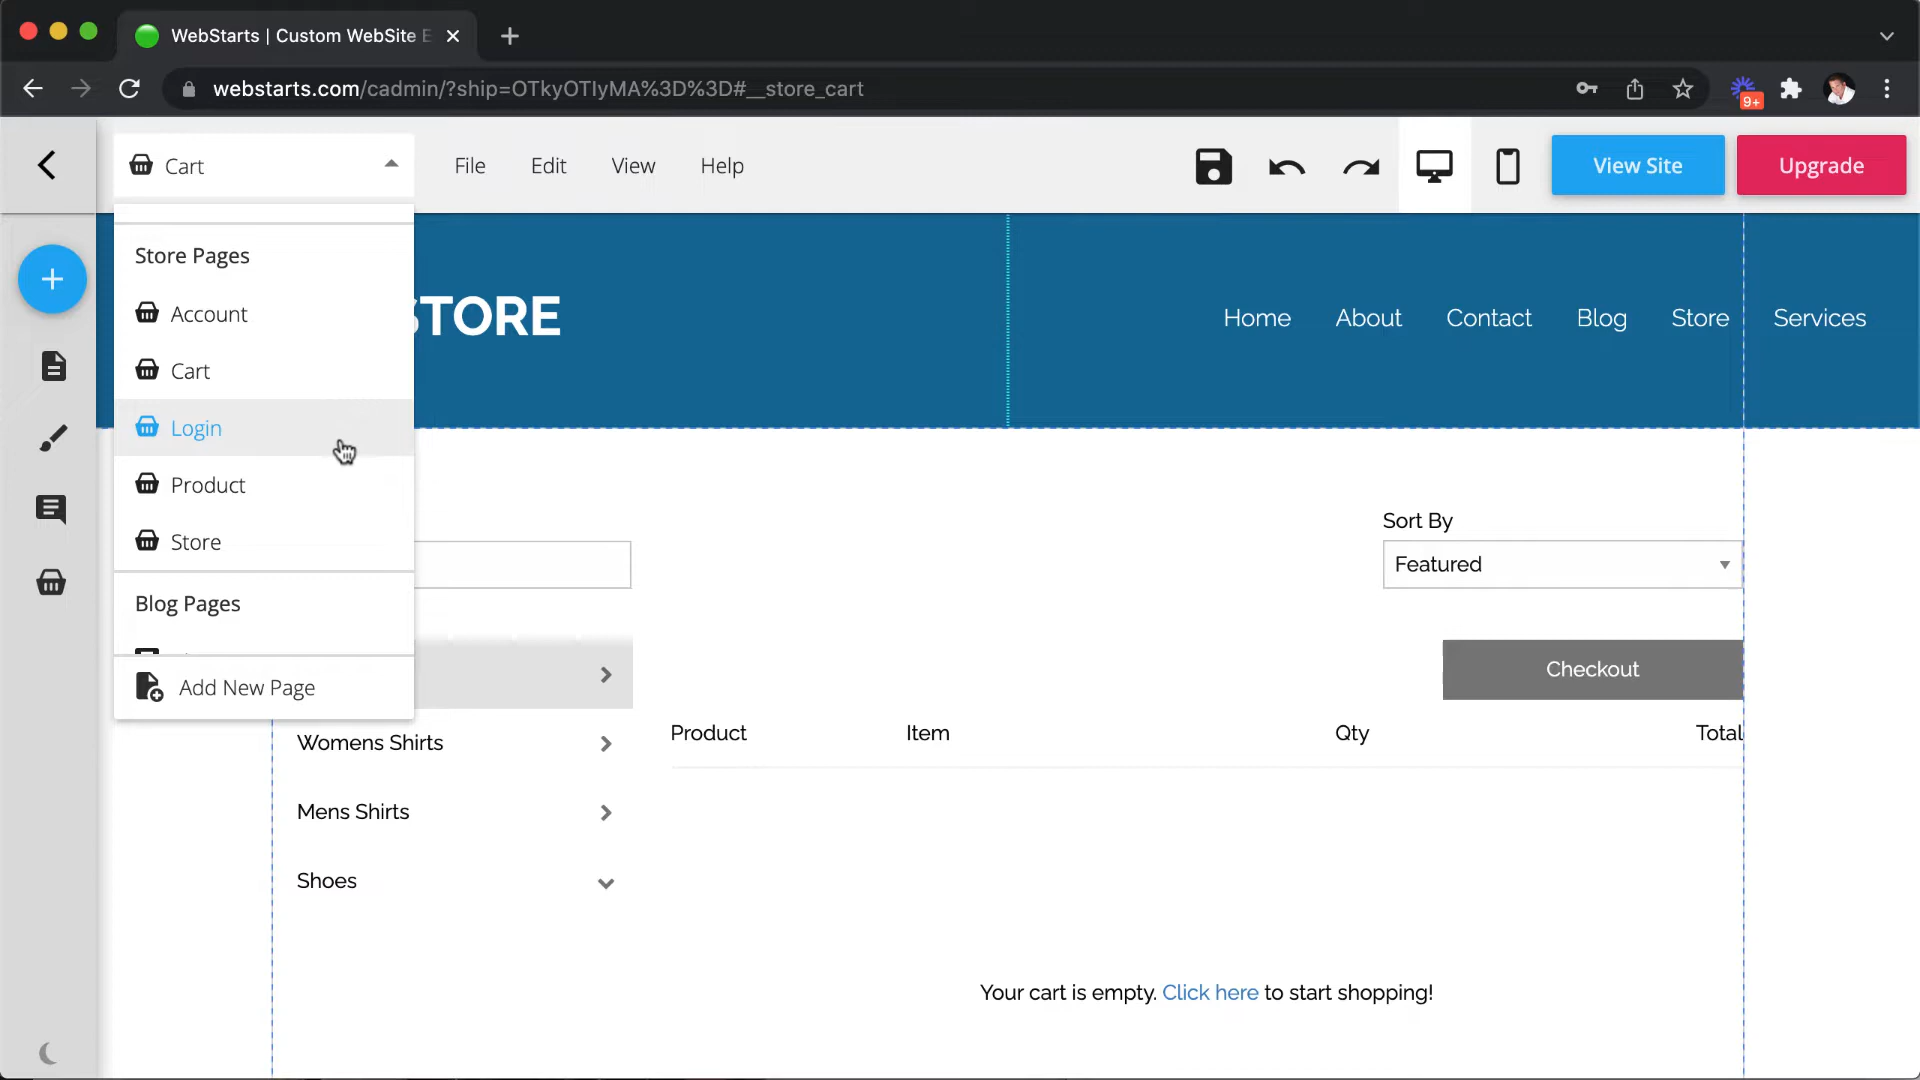 WebStarts | Custom WebSite E
webstarts.com/cadmin/?ship=OTkyOTIyMA%3D%3D#__store_cart
9+
Cart
File
Edit
View
Help
View Site
Upgrade
Store Pages
Account
Cart
Login
Product
Store
Blog Pages
Add New Page
STORE
Home
About
Contact
Blog
Store
Services
Sort By
Featured
Checkout
Product
Item
Qty
Total
Womens Shirts
Mens Shirts
Shoes
Your cart is empty. Click here to start shopping!